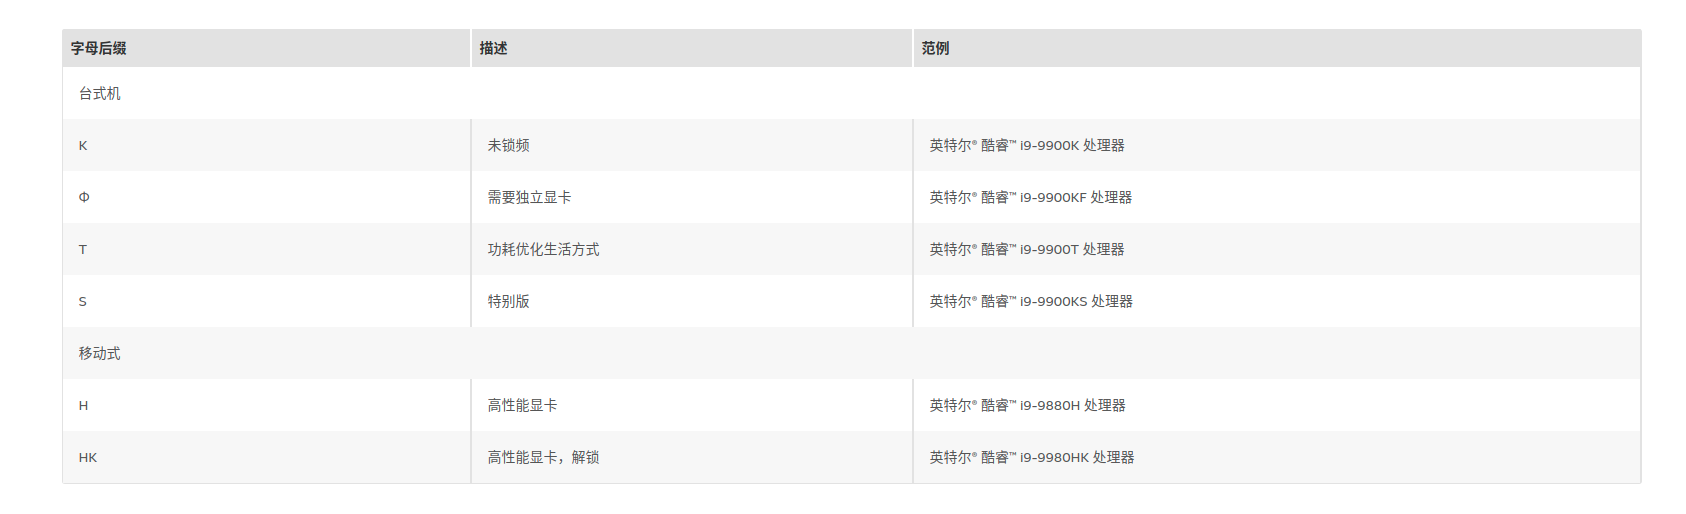 字母后缀 描述 范例
台式机
K 未锁频 英特尔® 酷睿™ i9-9900K 处理器
Φ 需要独立显卡 英特尔® 酷睿™ i9-9900KF 处理器
T 功耗优化生活方式 英特尔® 酷睿™ i9-9900T 处理器
S 特别版 英特尔® 酷睿™ i9-9900KS 处理器
移动式
H 高性能显卡 英特尔® 酷睿™ i9-9880H 处理器
HK 高性能显卡，解锁 英特尔® 酷睿™ i9-9980HK 处理器